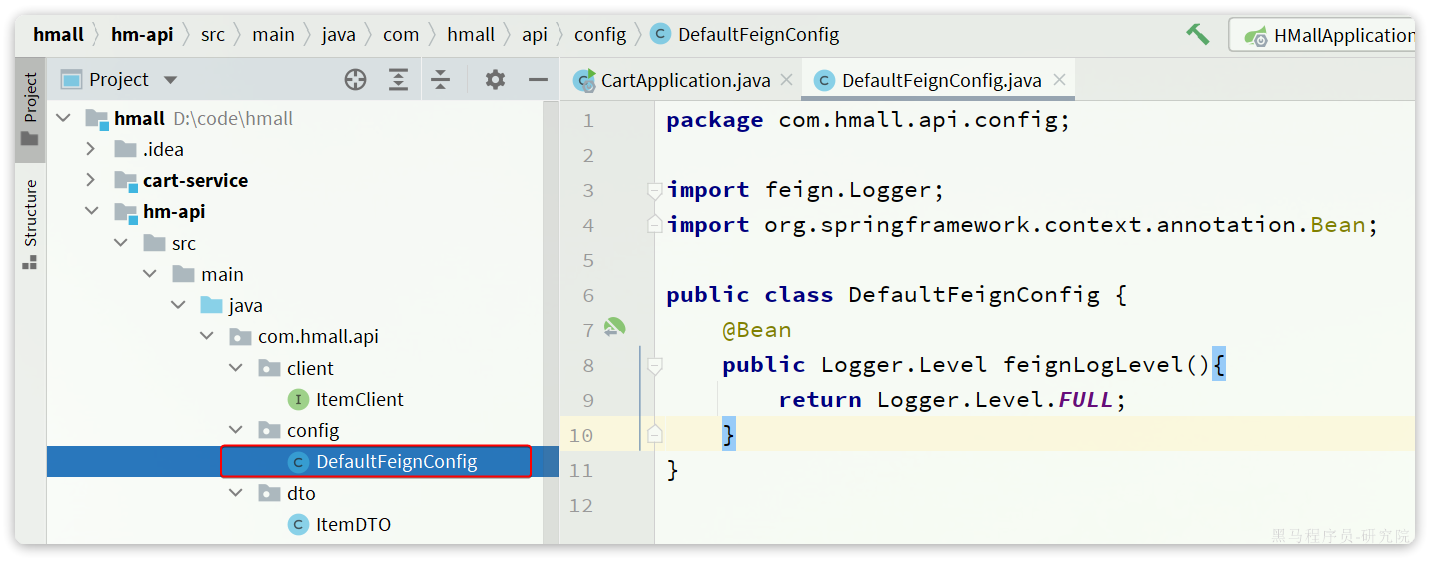 hmall hm-api src main java com hmall api config DefaultFeignConfig HMallApplication
Project
CartApplication.java DefaultFeignConfig.java
Project
Structure
hmall D:\code\hmall
.idea
cart-service
hm-api
src
main
java
com.hmall.api
client
ItemClient
config
DefaultFeignConfig
dto
ItemDTO
1 package com.hmall.api.config;
2
3 import feign.Logger;
4 import org.springframework.context.annotation.Bean;
5
6 public class DefaultFeignConfig {
7 @Bean
8 public Logger.Level feignLogLevel(){
9 return Logger.Level.FULL;
10 }
11 }
12
黑马程序员-研究院